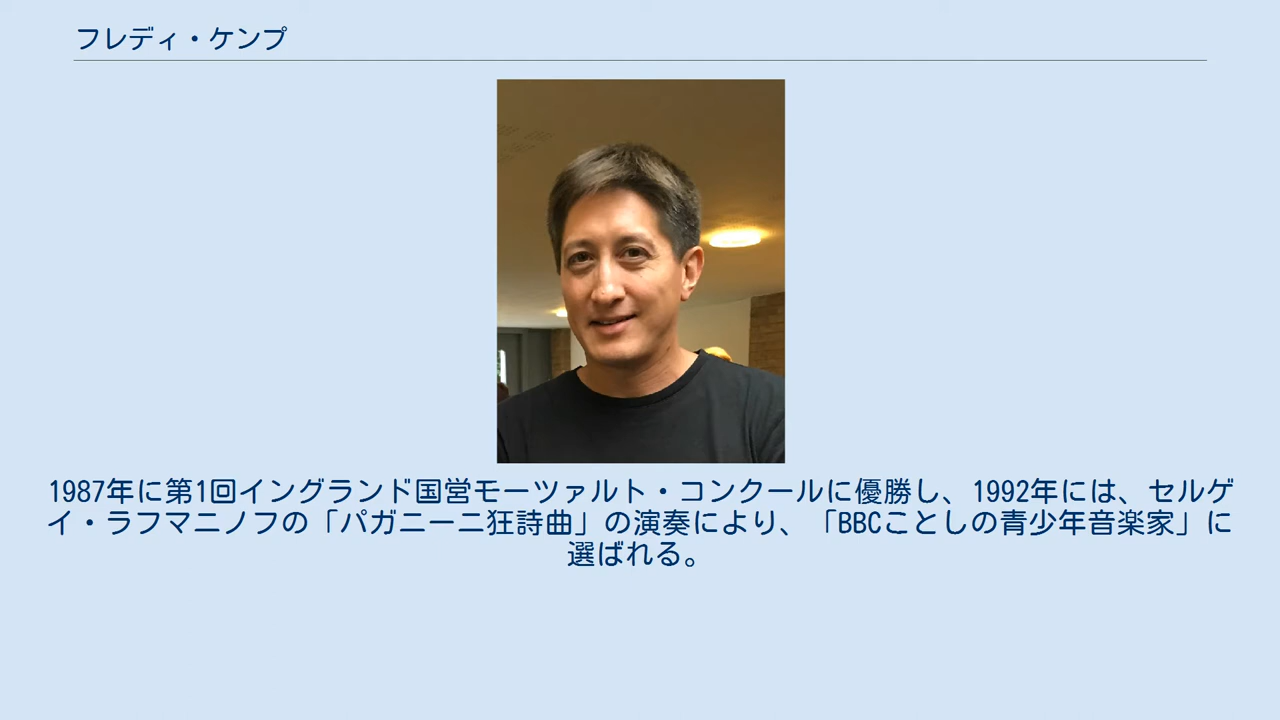 フレディ・ケンプ
1987年に第1回イングランド国営モーツァルト・コンクールに優勝し、1992年には、セルゲ
イ・ラフマニノフの「パガニーニ狂詩曲」の演奏により、「BBCことしの青少年音楽家」に
選ばれる。